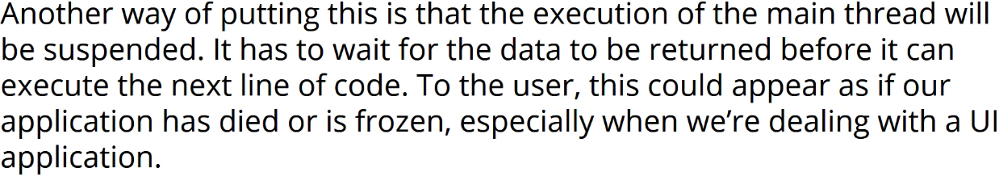 Another way of putting this is that the execution of the main thread will
be suspended. It has to wait for the data to be returned before it can
execute the next line of code. To the user, this could appear as if our
application has died or is frozen, especially when we’re dealing with a UI
application.